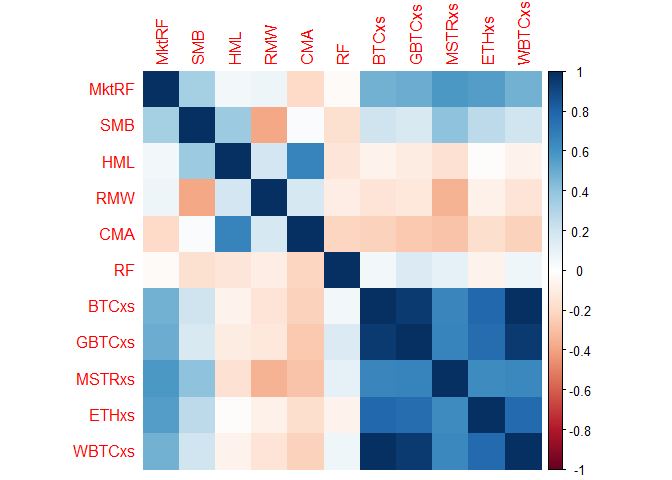 MktRF
SMB
HML
RMW
CMA
RF
BTCxs
GBTCxs
MSTRxs
ETHxs
WBTCxs
MktRF
SMB
HML
RMW
CMA
RF
BTCxs
GBTCxs
MSTRxs
ETHxs
WBTCxs
1
0.8
0.6
0.4
0.2
0
-0.2
-0.4
-0.6
-0.8
-1